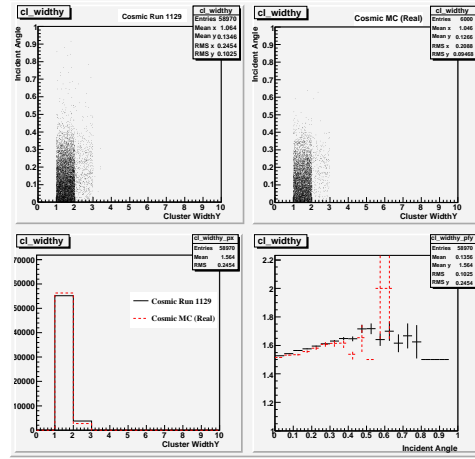 cl_widthy
Cosmic Run 1129
cl_widthy
Entries 58970
Mean x 1.064
Mean y 0.1346
RMS x 0.2454
RMS y 0.1025
Incident Angle
1
0.9
0.8
0.7
0.6
0.5
0.4
0.3
0.2
0.1
0
0 1 2 3 4 5 6 7 8 9 10
Cluster WidthY
cl_widthy
Cosmic MC (Real)
cl_widthy
Entries 6000
Mean x 1.046
Mean y 0.1266
RMS x 0.2088
RMS y 0.09468
Incident Angle
1
0.9
0.8
0.7
0.6
0.5
0.4
0.3
0.2
0.1
0
0 1 2 3 4 5 6 7 8 9 10
Cluster WidthY
cl_widthy
cl_widthy_px
Entries 58970
Mean 1.564
RMS 0.2454
70000
60000
50000
40000
30000
20000
10000
0
Cosmic Run 1129
Cosmic MC (Real)
0 1 2 3 4 5 6 7 8 9 10
Cluster WidthY
cl_widthy
cl_widthy_pfy
Entries 58970
Mean 0.1356
Mean y 1.564
RMS 0.1025
RMS y 0.2454
2.2
2
1.8
1.6
1.4
1.2
1
0 0.1 0.2 0.3 0.4 0.5 0.6 0.7 0.8 0.9 1
Incident Angle